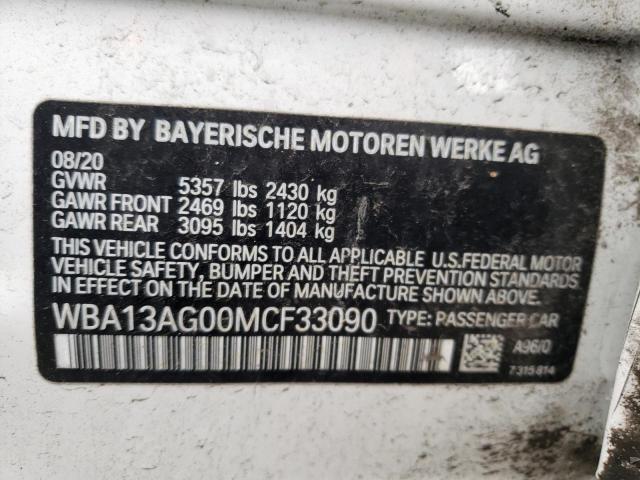 MFD BY BAYERISCHE MOTOREN WERKE AG
08/20
GVWR 5357 lbs 2430 kg
GAWR FRONT 2469 lbs 1120 kg
GAWR REAR 3095 lbs 1404 kg
THIS VEHICLE CONFORMS TO ALL APPLICABLE U.S.FEDERAL MOTOR
VEHICLE SAFETY, BUMPER AND THEFT PREVENTION STANDARDS
IN EFFECT ON THE DATE OF MANUFACTURE SHOWN ABOVE.
WBA13AG00MCF33090 TYPE: PASSENGER CAR
A96/0
7315814